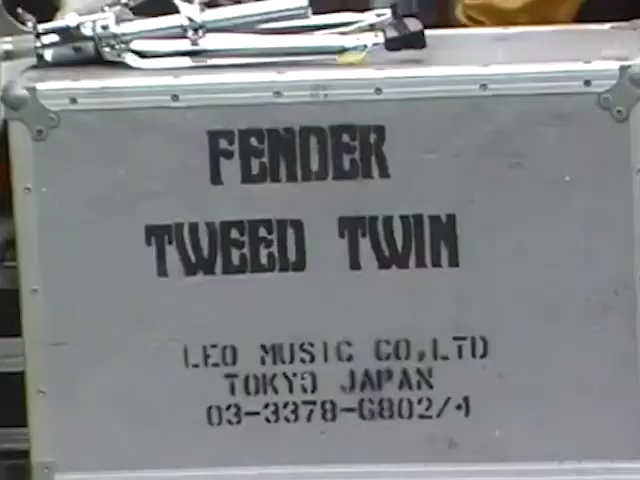 FENDER
TWEED TWIN
LEO MUSIC CO,LTD
TOKYO JAPAN
03-3378-6802/4